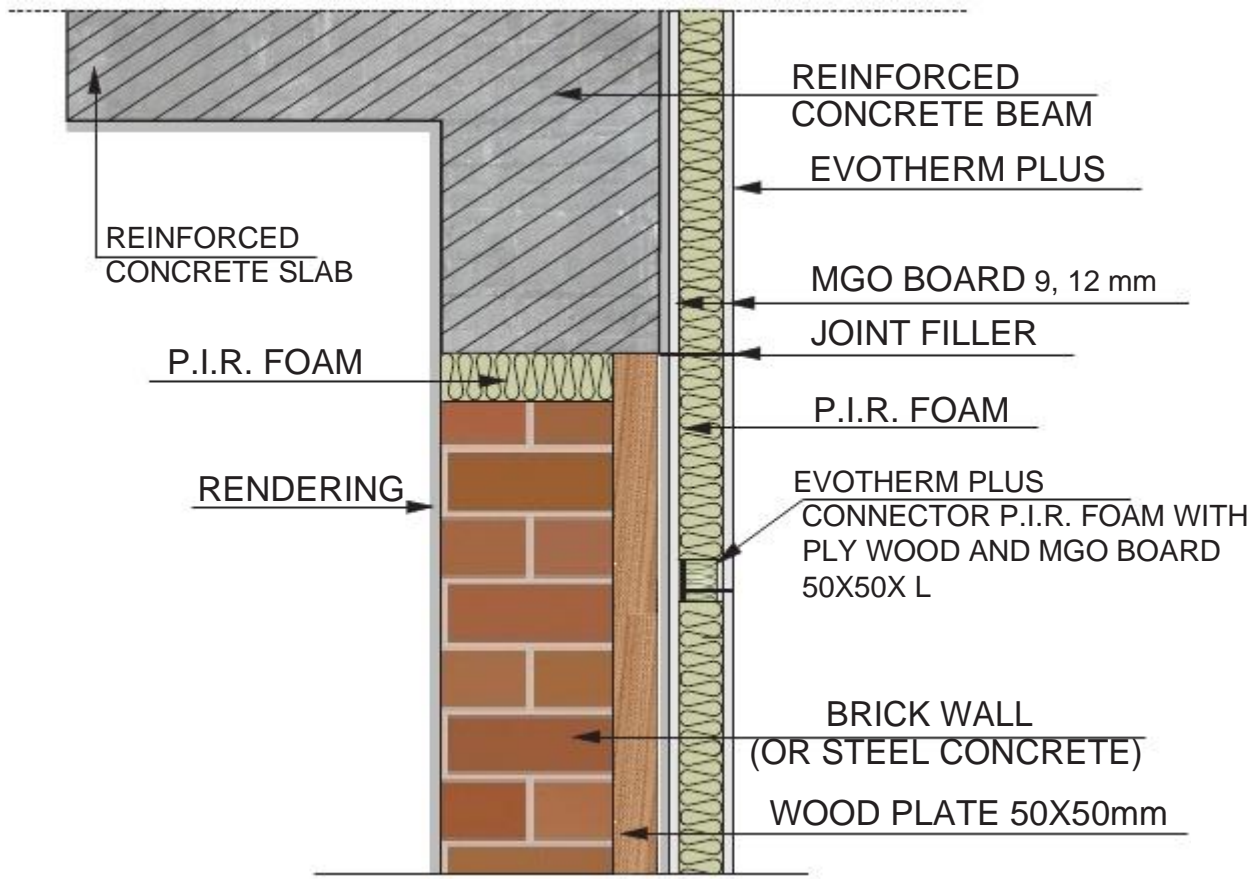 REINFORCED
CONCRETE BEAM
EVOTHERM PLUS
REINFORCED
CONCRETE SLAB
MGO BOARD 9, 12 mm
JOINT FILLER
P.I.R. FOAM
P.I.R. FOAM
RENDERING
EVOTHERM PLUS
CONNECTOR P.I.R. FOAM WITH
PLY WOOD AND MGO BOARD
50X50X L
BRICK WALL
(OR STEEL CONCRETE)
WOOD PLATE 50X50mm